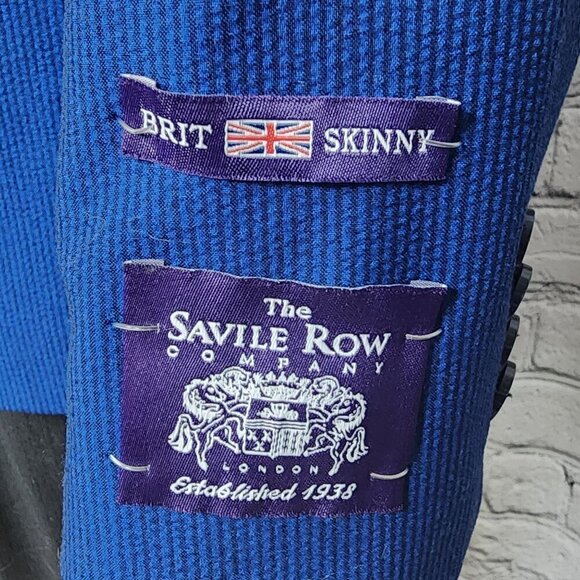 BRIT SKINNY
The
SAVILE ROW
COMPANY
LONDON
Established 1938